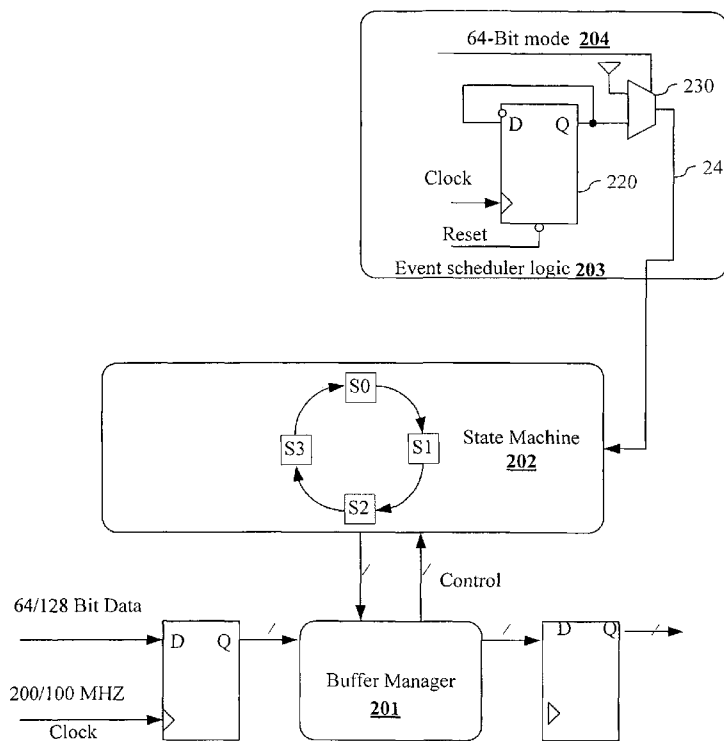 64-Bit mode 204
230
D Q
24
Clock
220
Reset
Event scheduler logic 203
S0
S3
S1
State Machine
202
S2
Control
64/128 Bit Data
D Q
D Q
200/100 MHZ
Clock
Buffer Manager
201